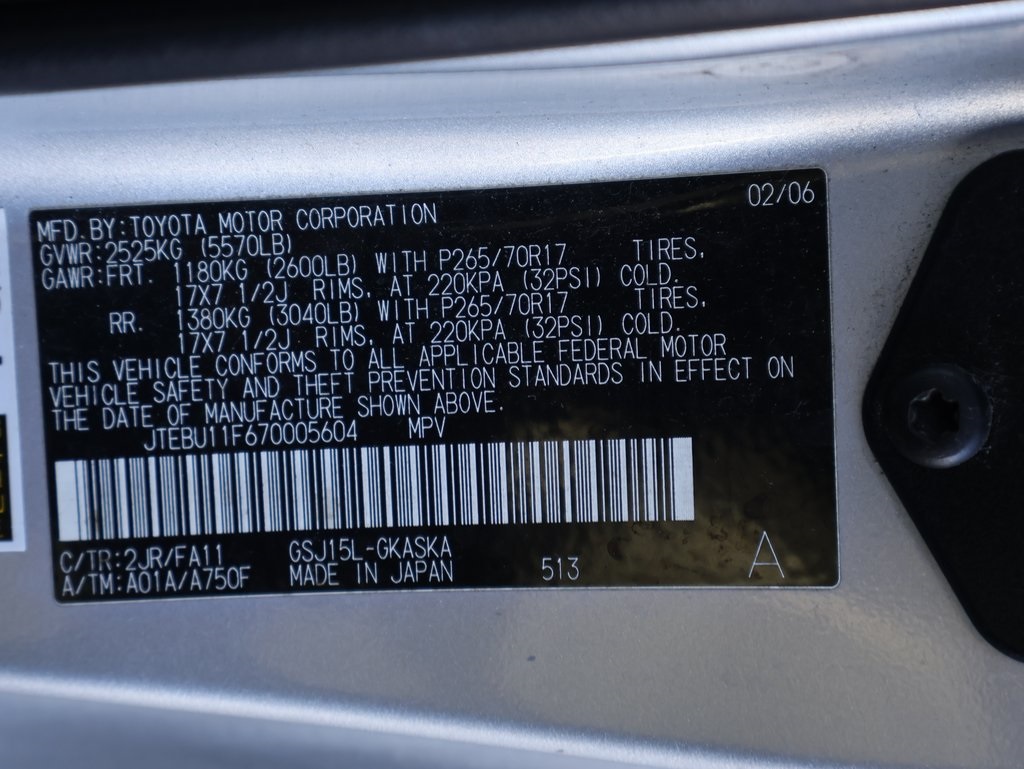 02/06
MFD. BY: TOYOTA MOTOR CORPORATION
GVWR: 2525KG (5570LB)
GAWR: FRT. 1180KG (2600LB) WITH P265/70R17 TIRES,
17X7 1/2J RIMS, AT 220KPA (32PSI) COLD.
RR. 1380KG (3040LB) WITH P265/70R17 TIRES,
17X7 1/2J RIMS, AT 220KPA (32PSI) COLD.
THIS VEHICLE CONFORMS TO ALL APPLICABLE FEDERAL MOTOR
VEHICLE SAFETY AND THEFT PREVENTION STANDARDS IN EFFECT ON
THE DATE OF MANUFACTURE SHOWN ABOVE.
JTEBU11F670005604 MPV
C/TR: 2JR/FA11 GSJ15L-GKASKA
A/TM: A01A/A750F MADE IN JAPAN 513 A